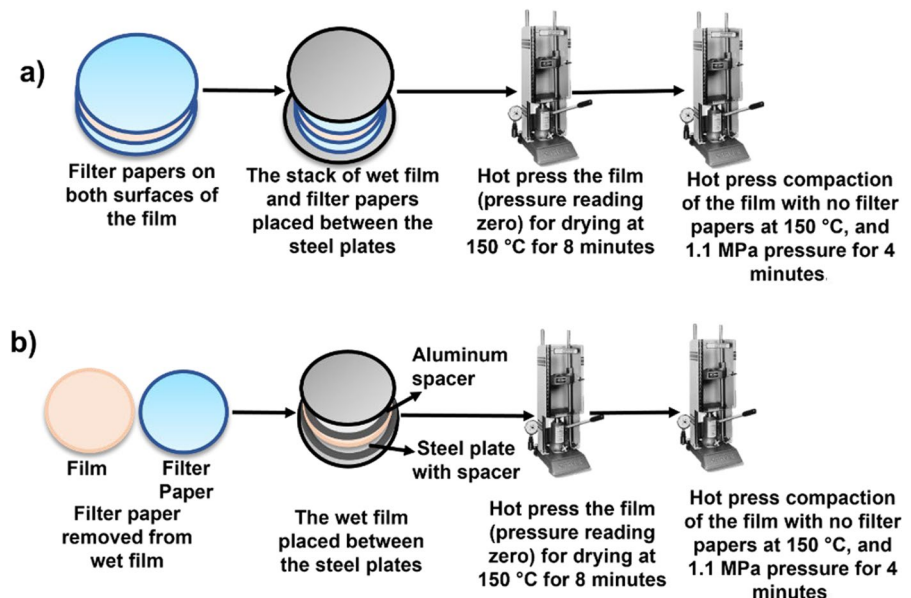 a)
Filter papers on
both surfaces of
the film
The stack of wet film
and filter papers
placed between the
steel plates
Hot press the film
(pressure reading
zero) for drying at
150 °C for 8 minutes
Hot press compaction
of the film with no filter
papers at 150 °C, and
1.1 MPa pressure for 4
minutes.
b)
Film
Filter
Paper
Filter paper
removed from
wet film
Aluminum
spacer
Steel plate
with spacer
The wet film
placed between
the steel plates
Hot press the film
(pressure reading
zero) for drying at
150 °C for 8 minutes
Hot press compaction
of the film with no filter
papers at 150 °C, and
1.1 MPa pressure for 4
minutes